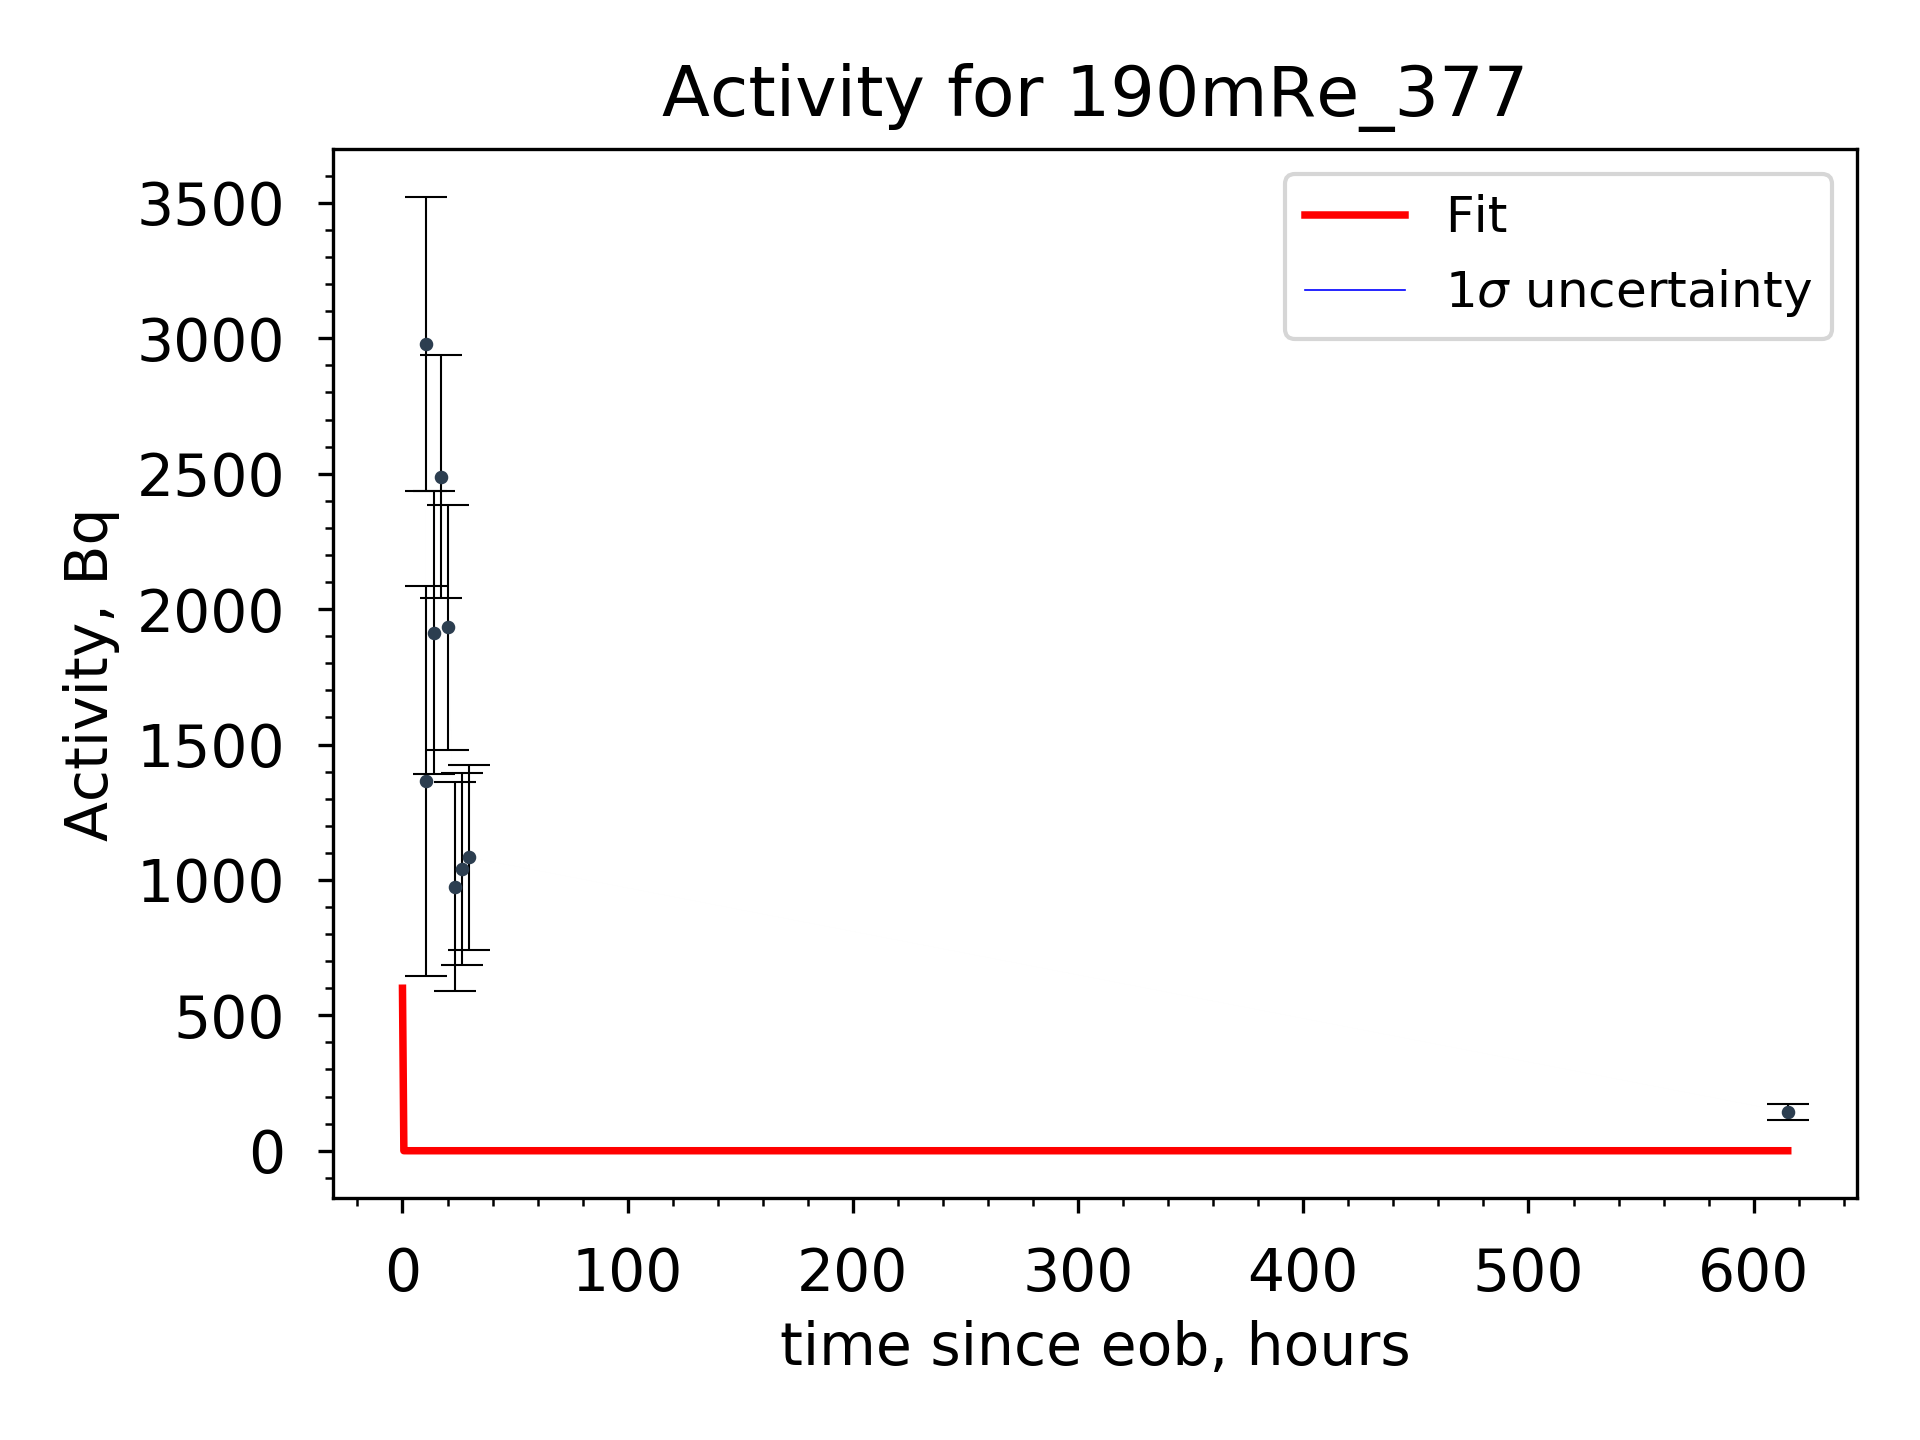 Activity for 190mRe_377
Fit
1σ uncertainty
3500
3000
2500
2000
1500
1000
500
0
Activity, Bq
0 100 200 300 400 500 600
time since eob, hours